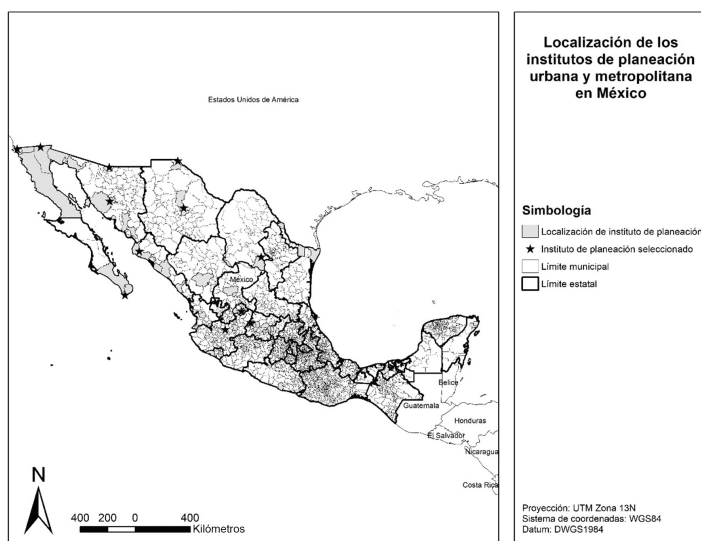 Localización de los
institutos de planeación
urbana y metropolitana
en México
Estados Unidos de América
México
Belice
Guatemala
Honduras
El Salvador
Nicaragua
Costa Rica
N
400 200 0 400
Kilómetros
Simbología
Localización de instituto de planeación
Instituto de planeación seleccionado
Límite municipal
Límite estatal
Proyección: UTM Zona 13N
Sistema de coordenadas: WGS84
Datum: DWGS1984